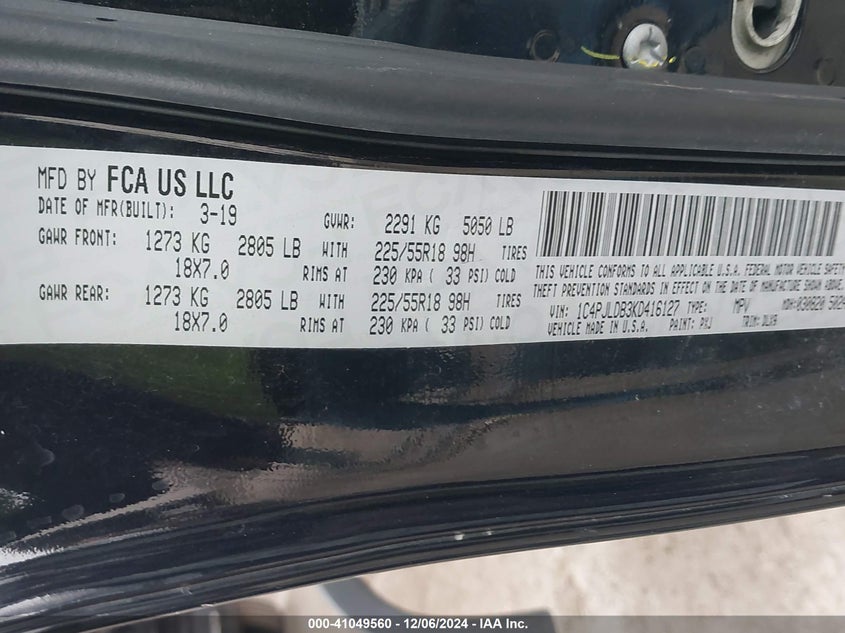 MFD BY FCA US LLC
DATE OF MFR(BUILT): 3-19 GVWR: 2291 KG 5050 LB
GAWR FRONT: 1273 KG 2805 LB WITH 225/55R18 98H TIRES
18X7.0 RIMS AT 230 KPA ( 33 PSI) COLD
GAWR REAR: 1273 KG 2805 LB WITH 225/55R18 98H TIRES
18X7.0 RIMS AT 230 KPA ( 33 PSI) COLD
THIS VEHICLE CONFORMS TO ALL APPLICABLE U.S.A. FEDERAL MOTOR VEHICLE SAFETY
THEFT PREVENTION STANDARDS IN EFFECT ON THE DATE OF MANUFACTURE SHOWN ABOVE.
VIN: 1C4PJLDB3KD416127 TYPE: MPV MDH: 030820
VEHICLE MADE IN U.S.A. PAINT: PXJ TRIM: DLX9
000-41049560 - 12/06/2024 - IAA Inc.